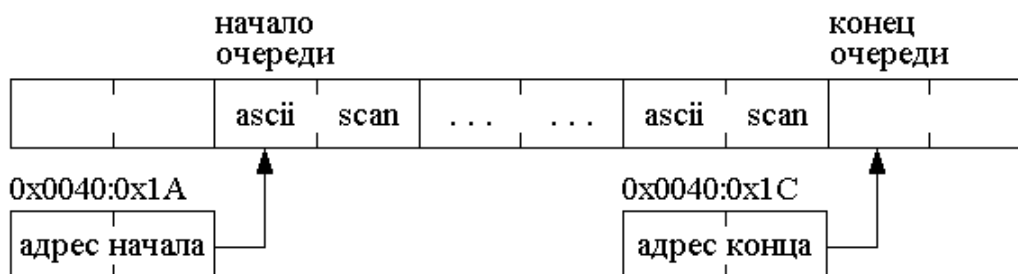 начало
очереди
конец
очереди
ascii scan ... ... ascii scan
0x0040:0x1A
0x0040:0x1C
адрес начала
адрес конца